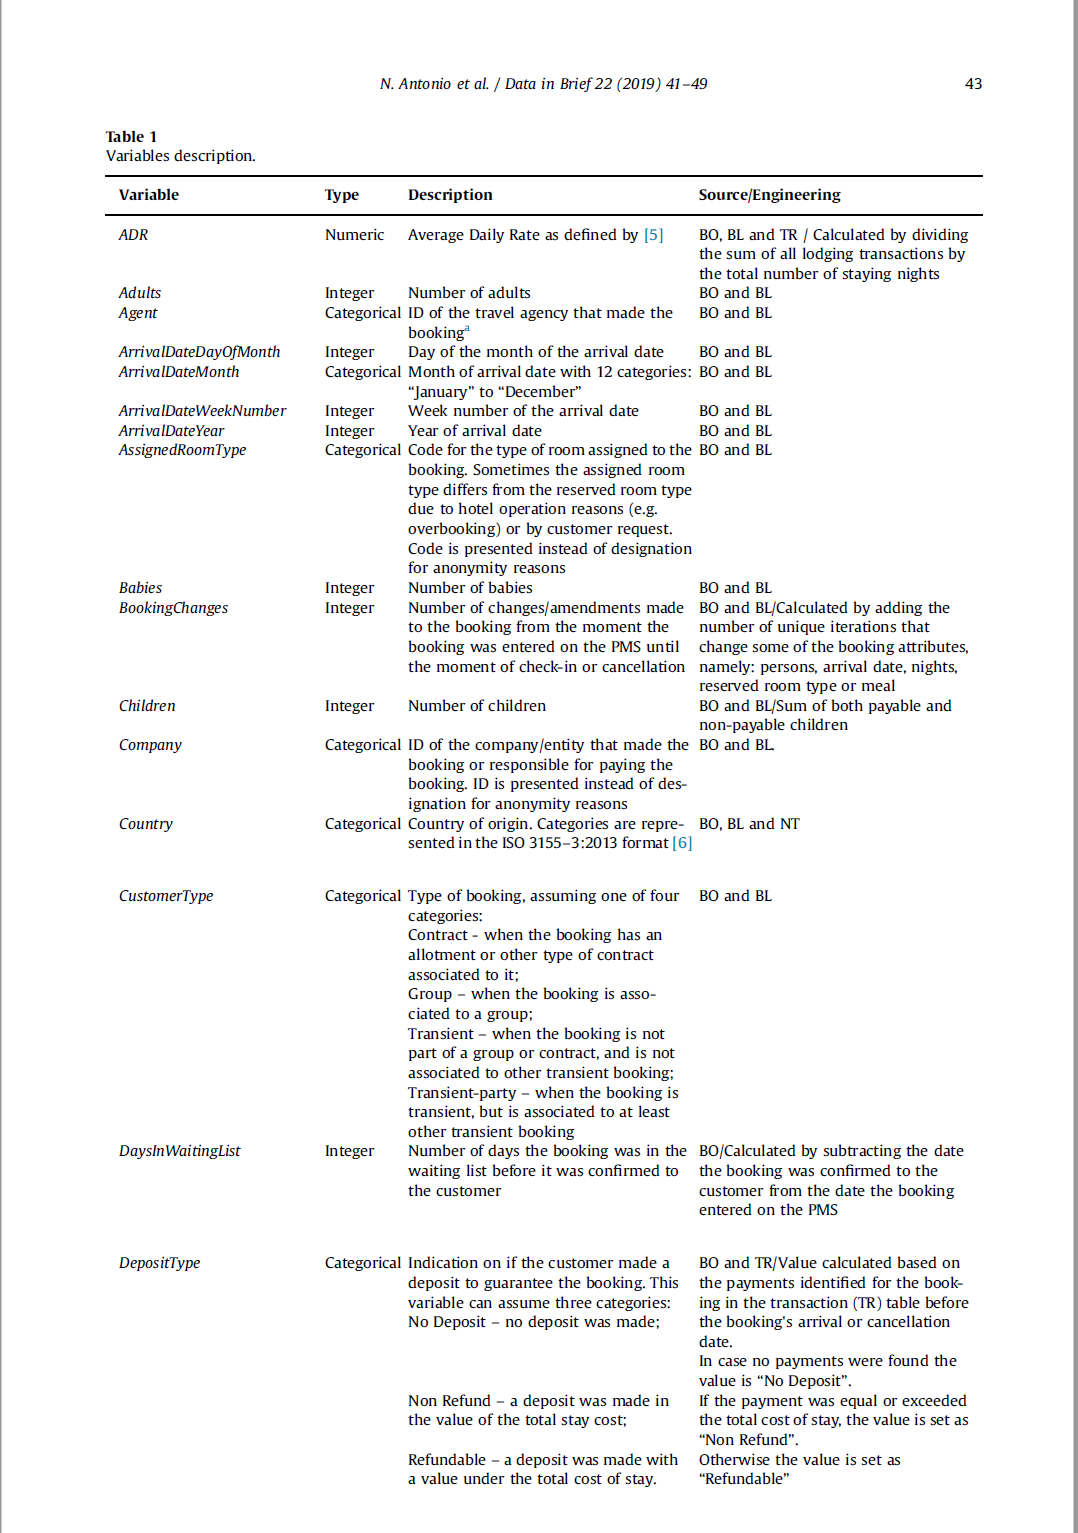 N. Antonio et al. / Data in Brief 22 (2019) 41–49 43
Table 1
Variables description.
Variable Type Description Source/Engineering
ADR Numeric Average Daily Rate as defined by [5] BO, BL and TR / Calculated by dividing
the sum of all lodging transactions by
the total number of staying nights
Adults Integer Number of adults BO and BL
Agent Categorical ID of the travel agency that made the BO and BL
bookingª
ArrivalDateDayOfMonth Integer Day of the month of the arrival date BO and BL
ArrivalDateMonth Categorical Month of arrival date with 12 categories: BO and BL
“January” to “December”
ArrivalDateWeekNumber Integer Week number of the arrival date BO and BL
ArrivalDateYear Integer Year of arrival date BO and BL
AssignedRoomType Categorical Code for the type of room assigned to the BO and BL
booking. Sometimes the assigned room
type differs from the reserved room type
due to hotel operation reasons (e.g.
overbooking) or by customer request.
Code is presented instead of designation
for anonymity reasons
Babies Integer Number of babies BO and BL
BookingChanges Integer Number of changes/amendments made BO and BL/Calculated by adding the
to the booking from the moment the number of unique iterations that
booking was entered on the PMS until change some of the booking attributes,
the moment of check-in or cancellation namely: persons, arrival date, nights,
reserved room type or meal
Children Integer Number of children BO and BL/Sum of both payable and
non-payable children
Company Categorical ID of the company/entity that made the BO and BL.
booking or responsible for paying the
booking. ID is presented instead of des-
ignation for anonymity reasons
Country Categorical Country of origin. Categories are repre- BO, BL and NT
sented in the ISO 3155–3:2013 format [6]
CustomerType Categorical Type of booking, assuming one of four BO and BL
categories:
Contract - when the booking has an
allotment or other type of contract
associated to it;
Group – when the booking is asso-
ciated to a group;
Transient – when the booking is not
part of a group or contract, and is not
associated to other transient booking;
Transient-party – when the booking is
transient, but is associated to at least
other transient booking
DaysInWaitingList Integer Number of days the booking was in the BO/Calculated by subtracting the date
waiting list before it was confirmed to the booking was confirmed to the
the customer customer from the date the booking
entered on the PMS
DepositType Categorical Indication on if the customer made a BO and TR/Value calculated based on
deposit to guarantee the booking. This the payments identified for the book-
variable can assume three categories: ing in the transaction (TR) table before
No Deposit – no deposit was made; the booking's arrival or cancellation
date.
In case no payments were found the
value is “No Deposit”.
Non Refund – a deposit was made in If the payment was equal or exceeded
the value of the total stay cost; the total cost of stay, the value is set as
“Non Refund”.
Refundable – a deposit was made with Otherwise the value is set as
a value under the total cost of stay. “Refundable”